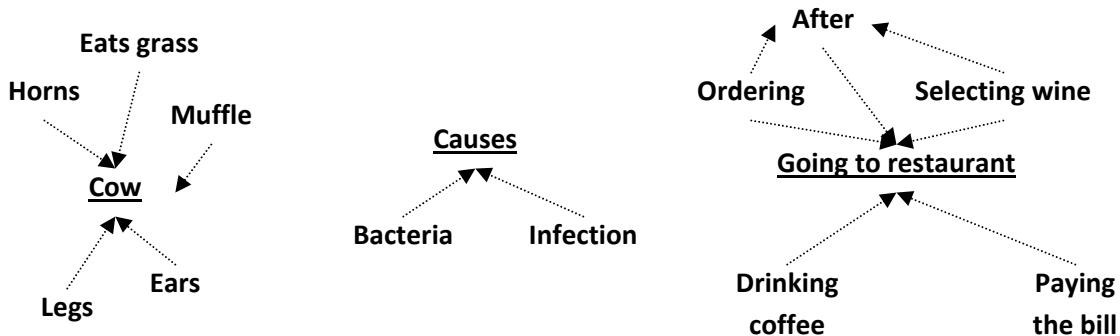 Eats grass
Horns
Muffle
Cow
Legs
Ears
Causes
Bacteria
Infection
After
Ordering
Selecting wine
Going to restaurant
Drinking
coffee
Paying
the bill